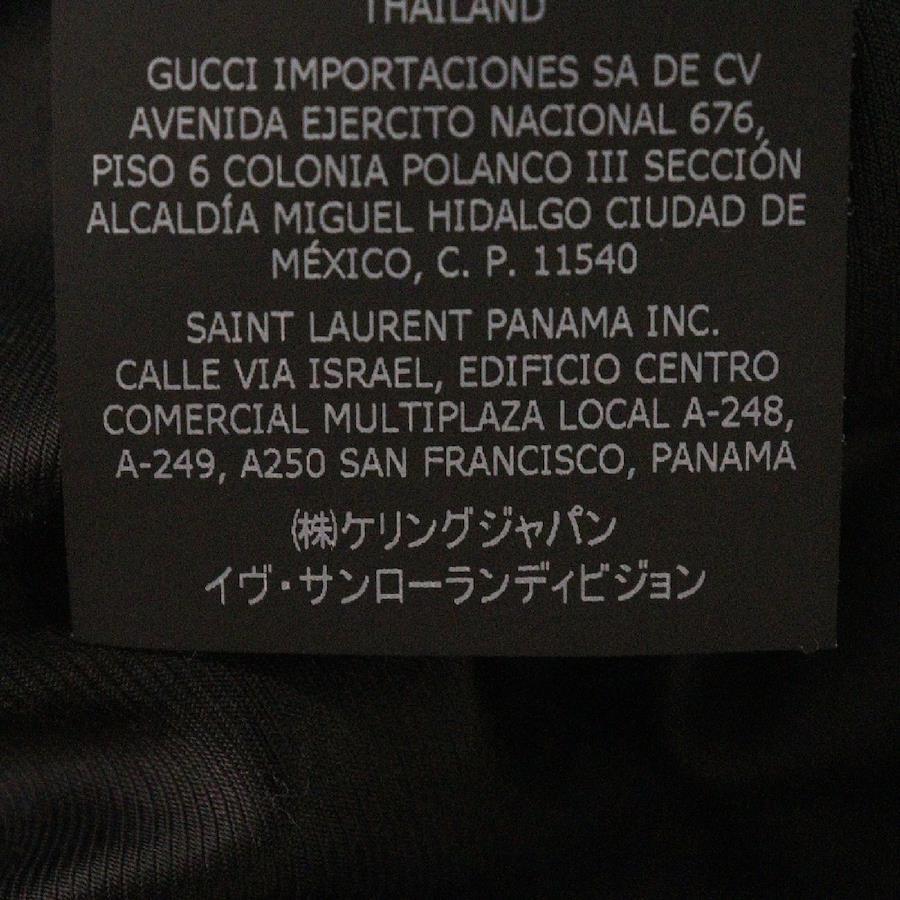 THAILAND
GUCCI IMPORTACIONES SA DE CV
AVENIDA EJERCITO NACIONAL 676,
PISO 6 COLONIA POLANCO III SECCIÓN
ALCALDÍA MIGUEL HIDALGO CIUDAD DE
MÉXICO, C. P. 11540
SAINT LAURENT PANAMA INC.
CALLE VIA ISRAEL, EDIFICIO CENTRO
COMERCIAL MULTIPLAZA LOCAL A-248,
A-249, A250 SAN FRANCISCO, PANAMA
㈱ケリングジャパン
イヴ・サンローランディビジョン